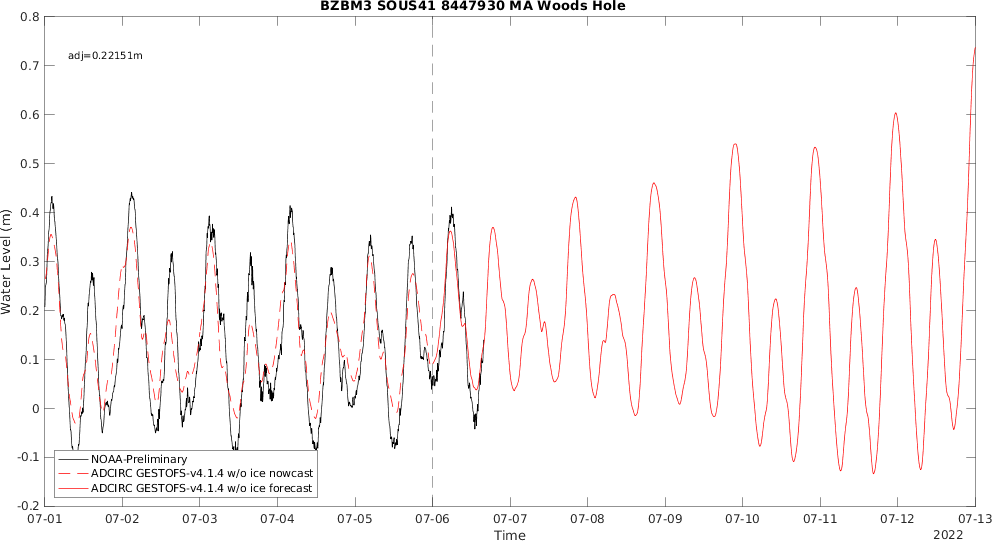 BZBM3 SOUS41 8447930 MA Woods Hole
adj=0.22151m
Water Level (m)
0.8
0.7
0.6
0.5
0.4
0.3
0.2
0.1
0
-0.1
-0.2
NOAA-Preliminary
ADCIRC GESTOFS-v4.1.4 w/o ice nowcast
ADCIRC GESTOFS-v4.1.4 w/o ice forecast
07-01 07-02 07-03 07-04 07-05 07-06 07-07 07-08 07-09 07-10 07-11 07-12 07-13
Time
2022